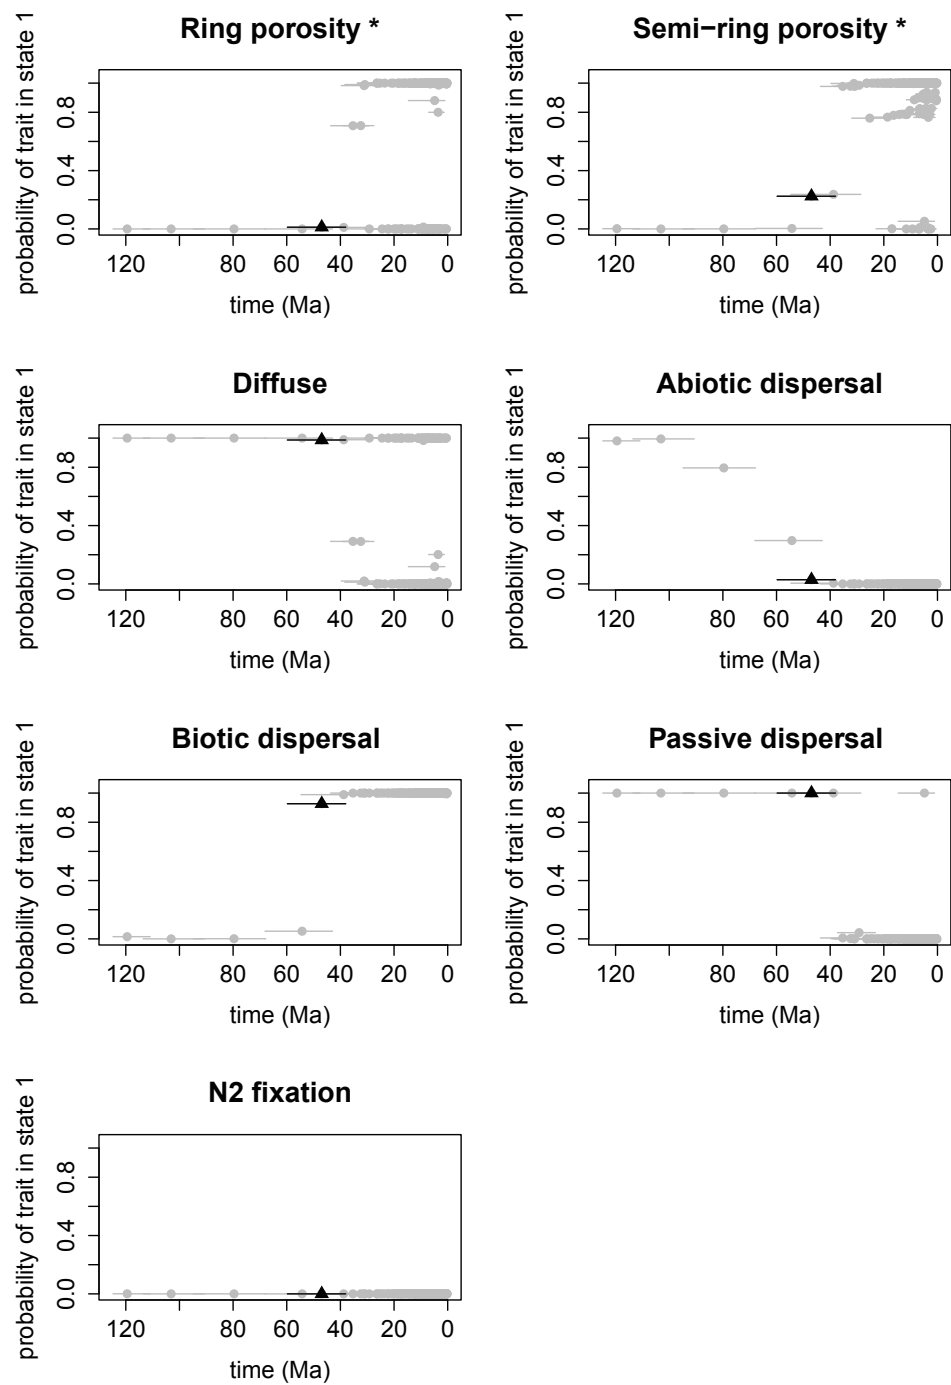 Ring porosity *
probability of trait in state 1
0.0 0.4 0.8
120 80 60 40 20 0
time (Ma)
Semi−ring porosity *
probability of trait in state 1
0.0 0.4 0.8
120 80 60 40 20 0
time (Ma)
Diffuse
probability of trait in state 1
0.0 0.4 0.8
120 80 60 40 20 0
time (Ma)
Abiotic dispersal
probability of trait in state 1
0.0 0.4 0.8
120 80 60 40 20 0
time (Ma)
Biotic dispersal
probability of trait in state 1
0.0 0.4 0.8
120 80 60 40 20 0
time (Ma)
Passive dispersal
probability of trait in state 1
0.0 0.4 0.8
120 80 60 40 20 0
time (Ma)
N2 fixation
probability of trait in state 1
0.0 0.4 0.8
120 80 60 40 20 0
time (Ma)